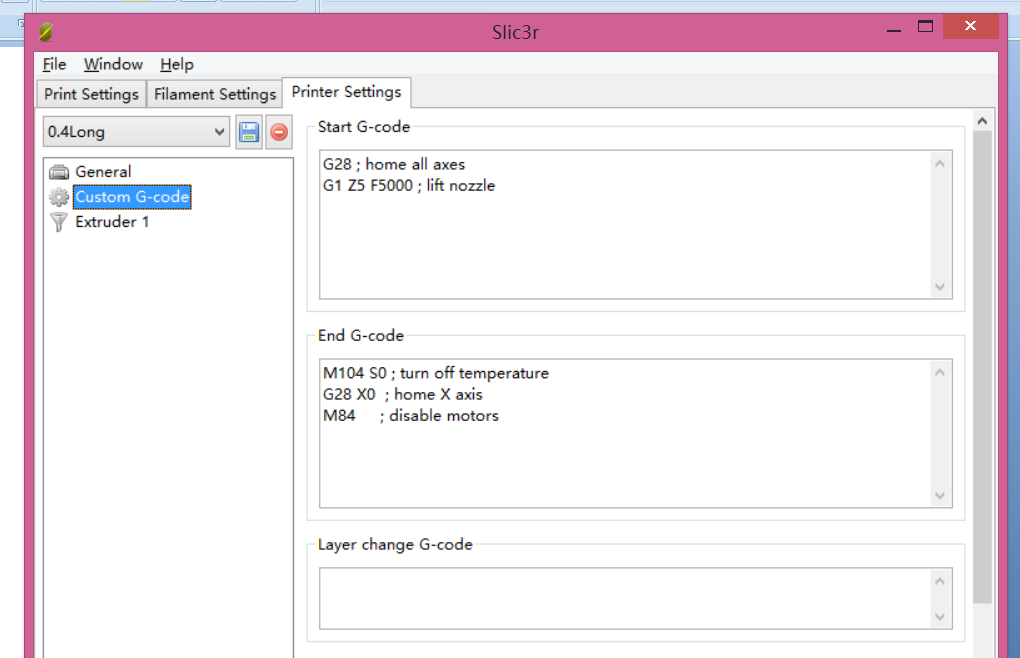 Slic3r
File Window Help
Print Settings Filament Settings Printer Settings
0.4Long
General
Custom G-code
Extruder 1
Start G-code
G28 ; home all axes
G1 Z5 F5000 ; lift nozzle
End G-code
M104 S0 ; turn off temperature
G28 X0  ; home X axis
M84     ; disable motors
Layer change G-code